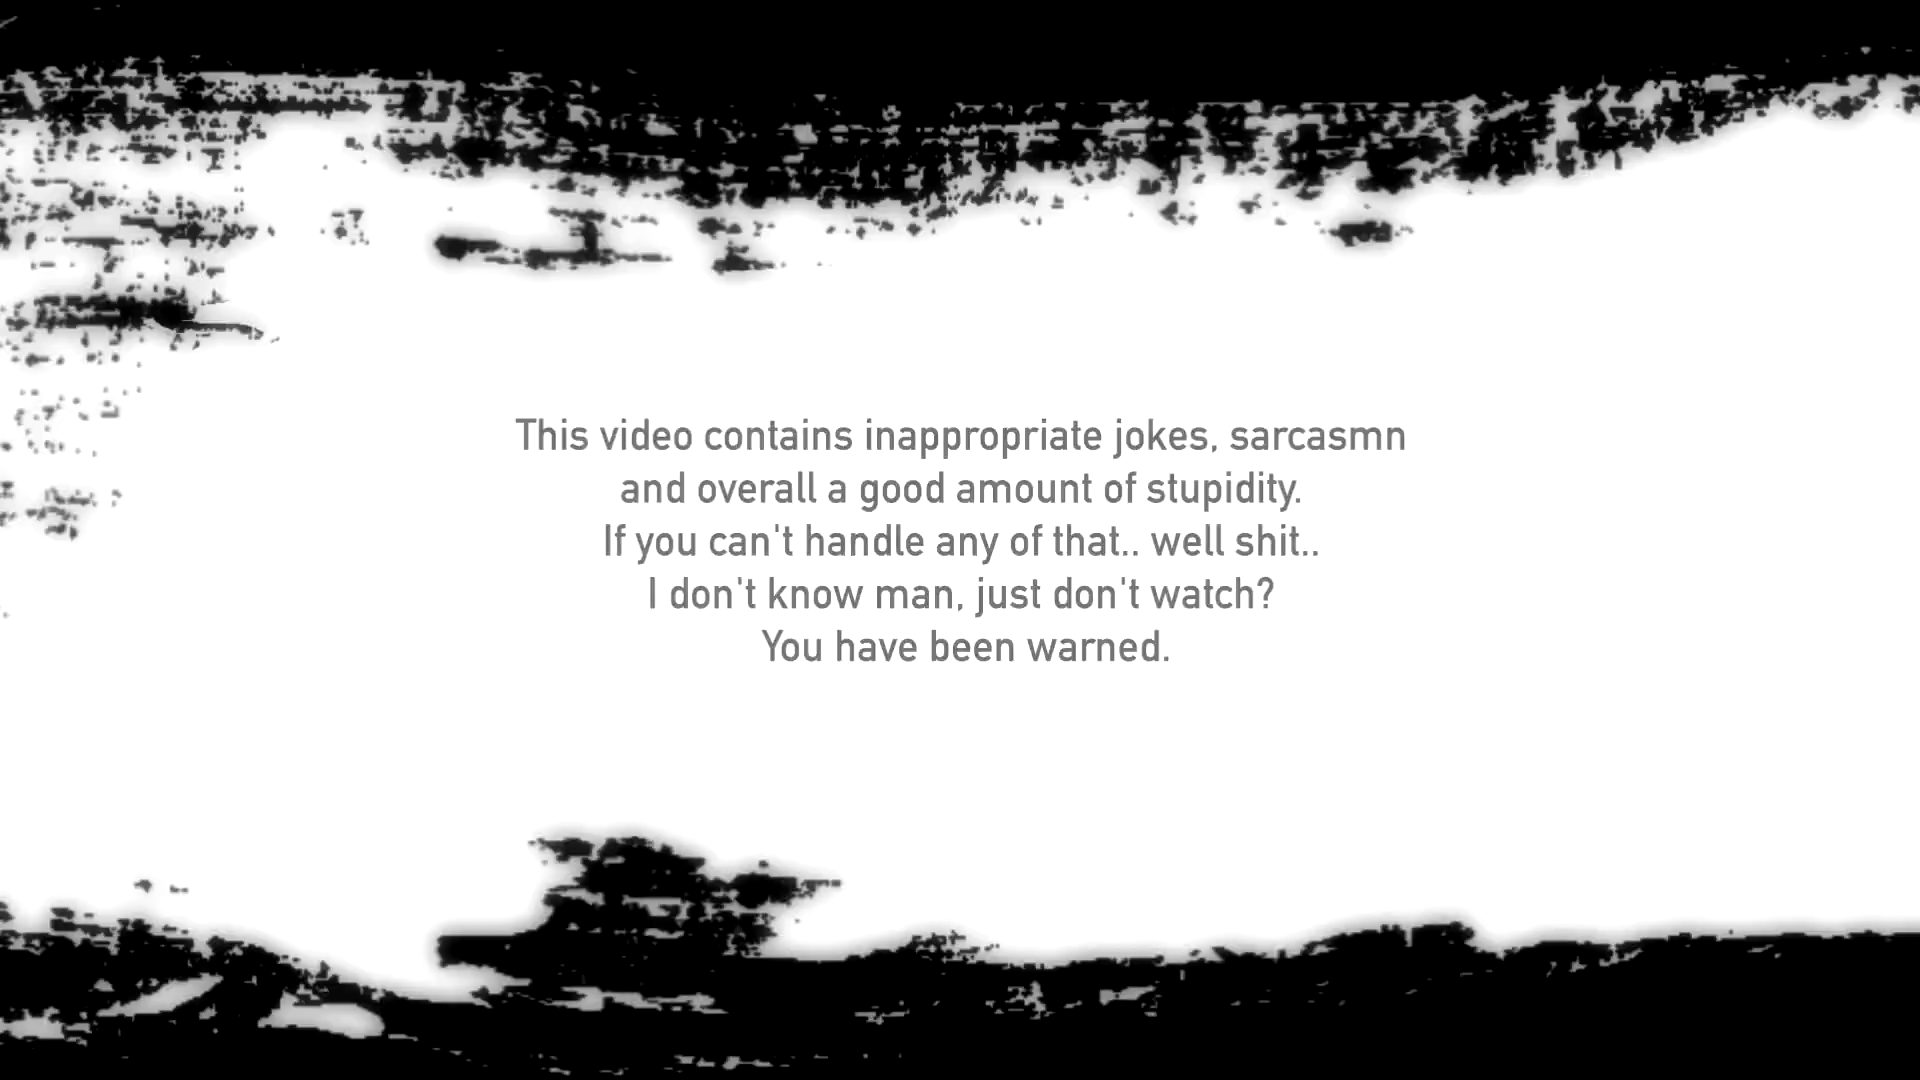 This video contains inappropriate jokes, sarcasmn
and overall a good amount of stupidity.
If you can't handle any of that.. well shit..
I don't know man, just don't watch?
You have been warned.